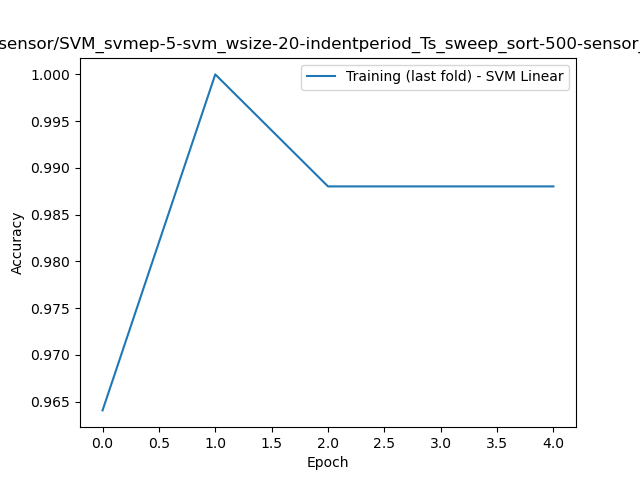 sensor/SVM_svmep-5-svm_wsize-20-indentperiod_Ts_sweep_sort-500-sensor_
Training (last fold) - SVM Linear
1.000
0.995
0.990
0.985
0.980
0.975
0.970
0.965
Accuracy
0.0 0.5 1.0 1.5 2.0 2.5 3.0 3.5 4.0
Epoch